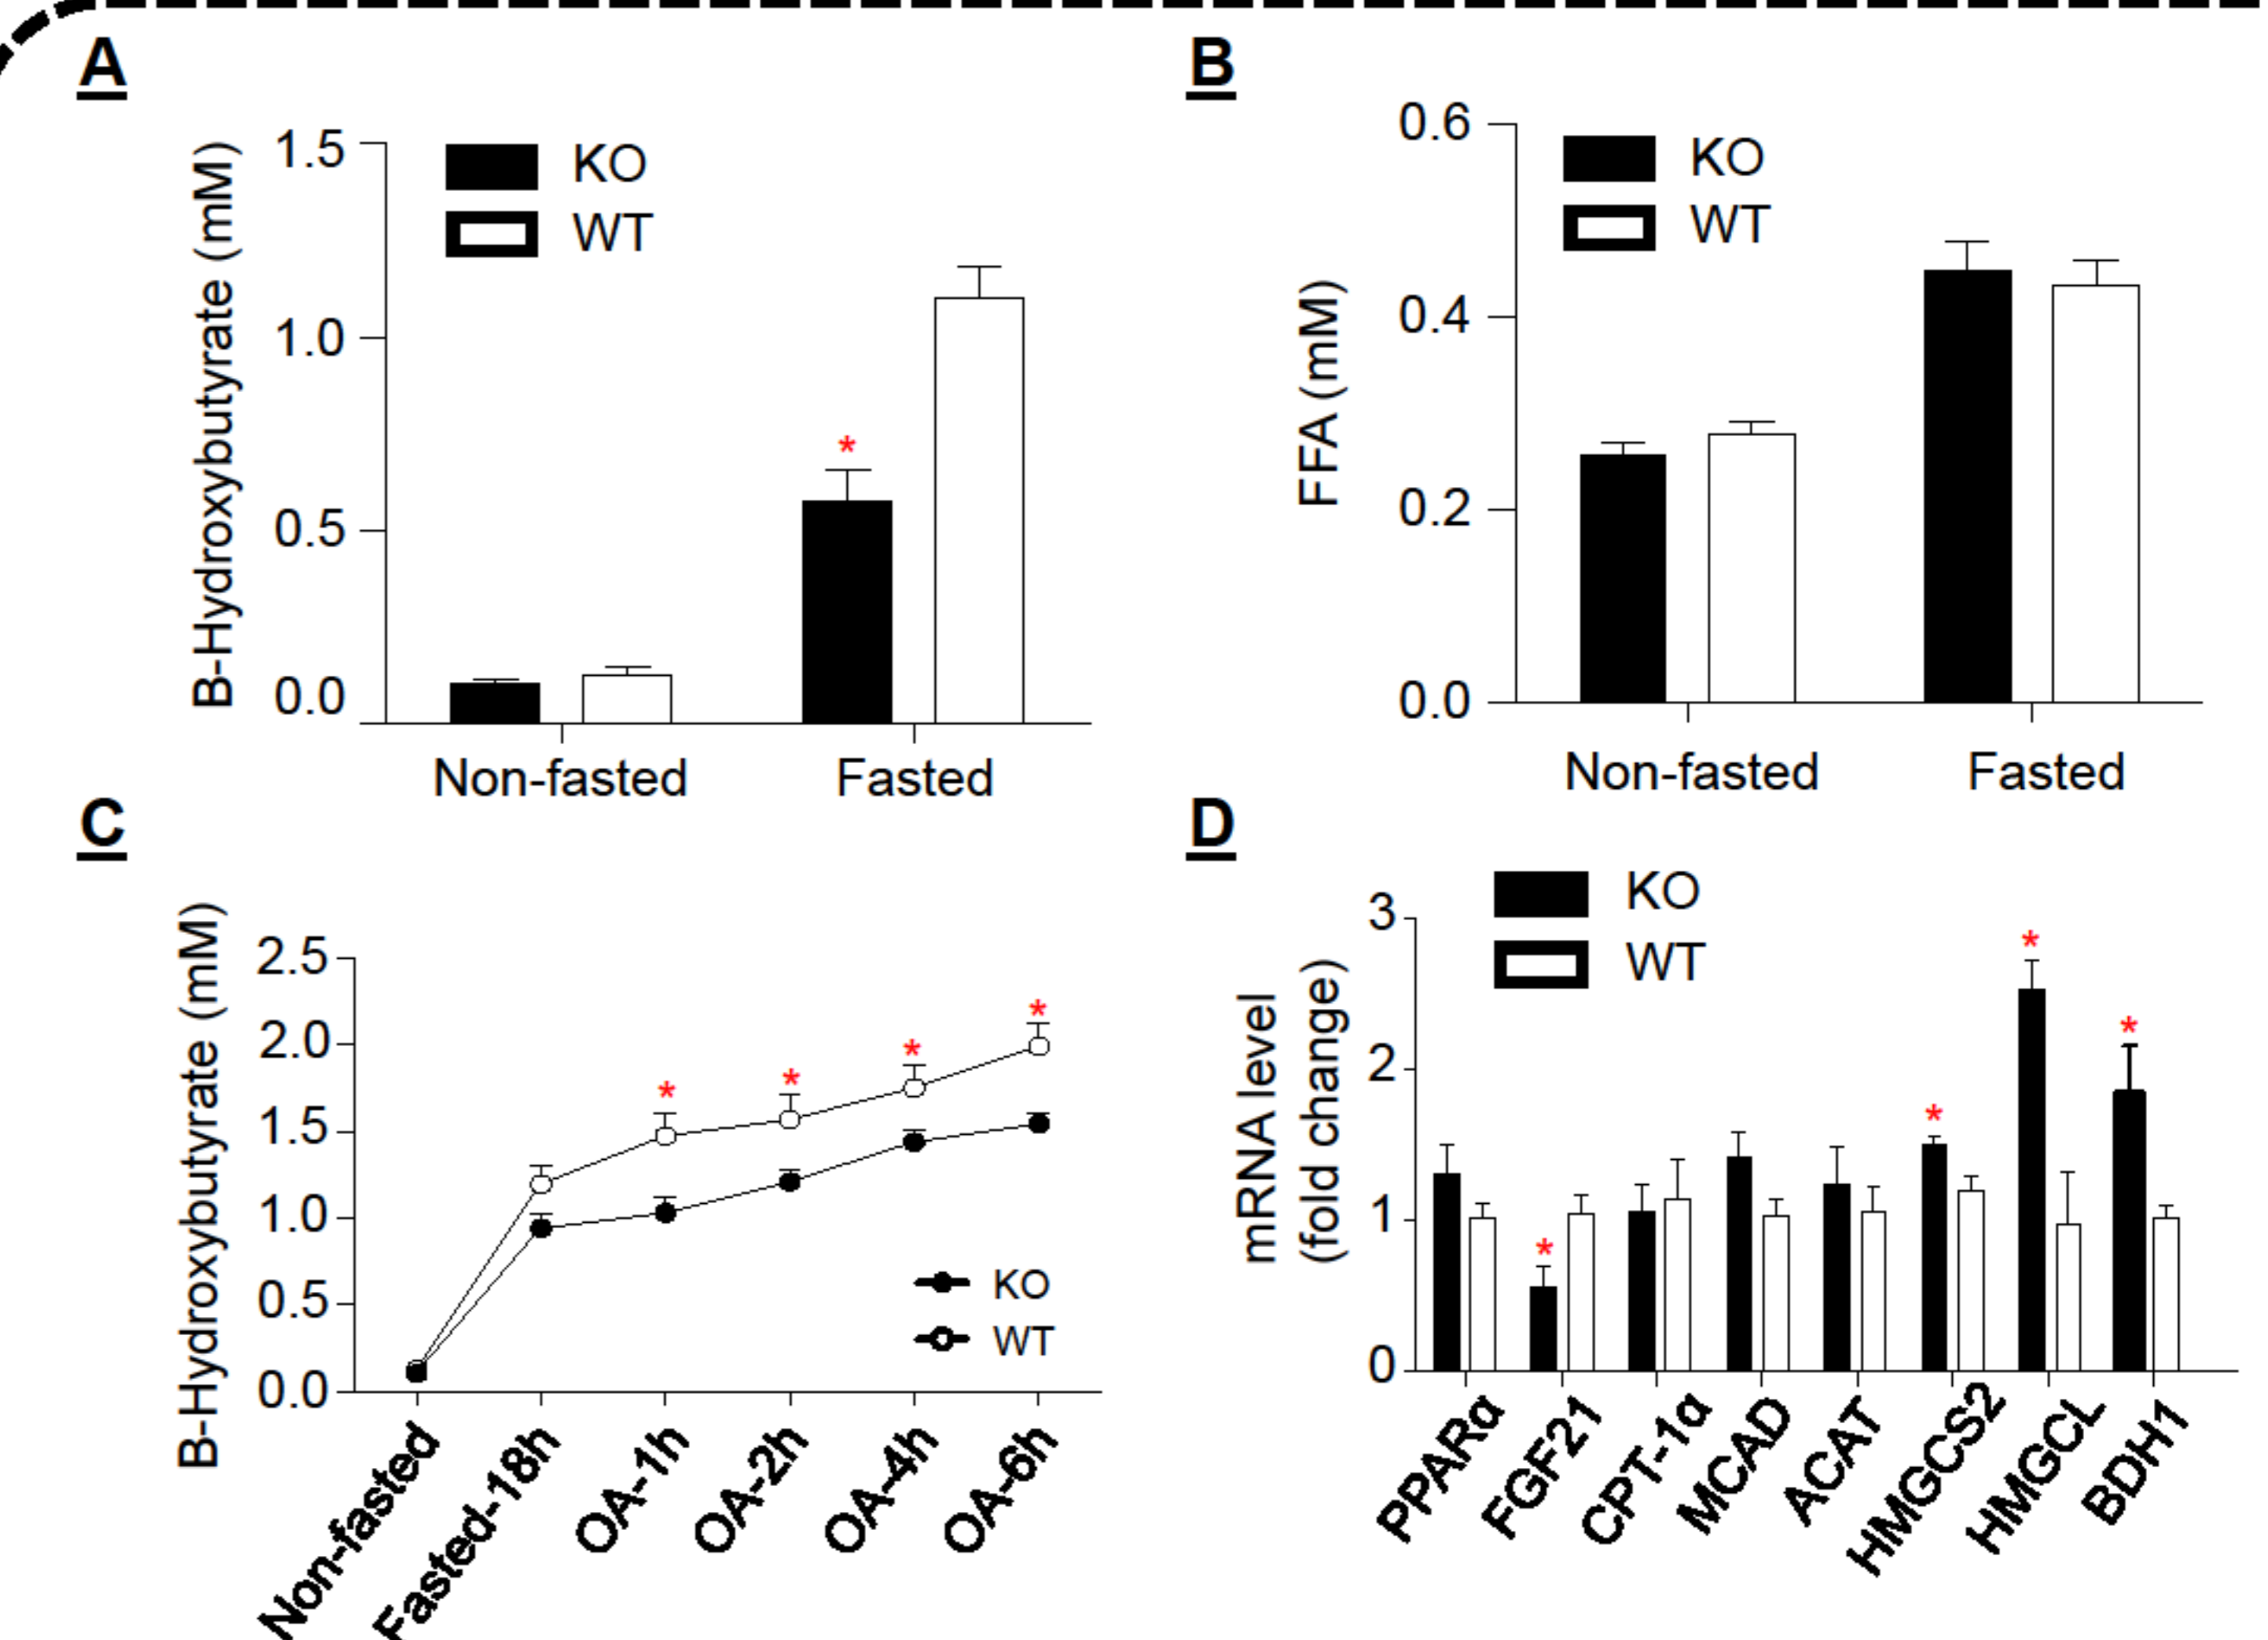 A
B-Hydroxybutyrate (mM)
1.5
1.0
0.5
0.0
KO
WT
*
Non-fasted
Fasted
B
FFA (mM)
0.6
0.4
0.2
0.0
KO
WT
Non-fasted
Fasted
C
B-Hydroxybutyrate (mM)
2.5
2.0
1.5
1.0
0.5
0.0
*
*
*
*
KO
WT
Non-fasted
Fasted-18h
OA-1h
OA-2h
OA-4h
OA-6h
D
mRNA level
(fold change)
3
2
1
0
KO
WT
*
*
*
*
PPARα
FGF21
CPT-1α
MCAD
ACAT
HMGCS2
HMGCL
BDH1